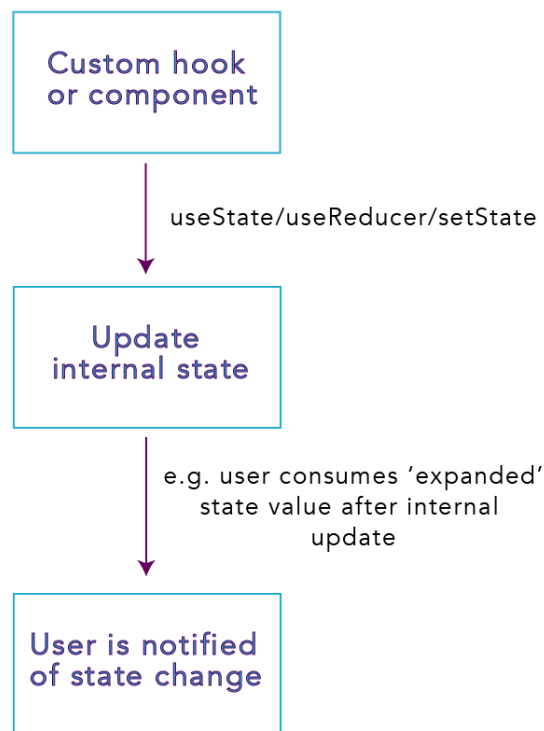 Custom hook
or component
useState/useReducer/setState
Update
internal state
e.g. user consumes ‘expanded’
state value after internal
update
User is notified
of state change